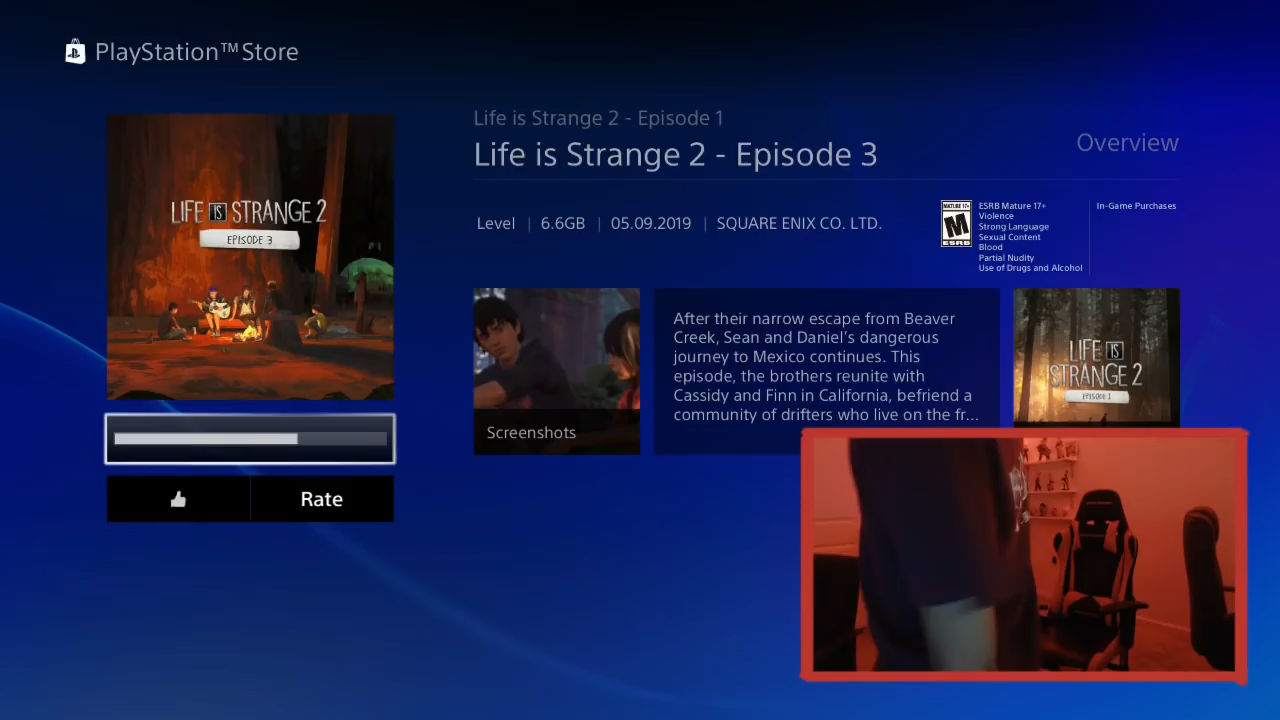 PlayStation™Store
LIFE IS STRANGE 2
EPISODE 3
Rate
Life is Strange 2 - Episode 1
Life is Strange 2 - Episode 3
Overview
Level | 6.6GB | 05.09.2019 | SQUARE ENIX CO. LTD.
MATURE 17+
M
ESRB
ESRB Mature 17+
Violence
Strong Language
Sexual Content
Blood
Partial Nudity
Use of Drugs and Alcohol
In-Game Purchases
Screenshots
After their narrow escape from Beaver
Creek, Sean and Daniel’s dangerous
journey to Mexico continues. This
episode, the brothers reunite with
Cassidy and Finn in California, befriend a
community of drifters who live on the fr...
LIFE IS
STRANGE 2
EPISODE 1